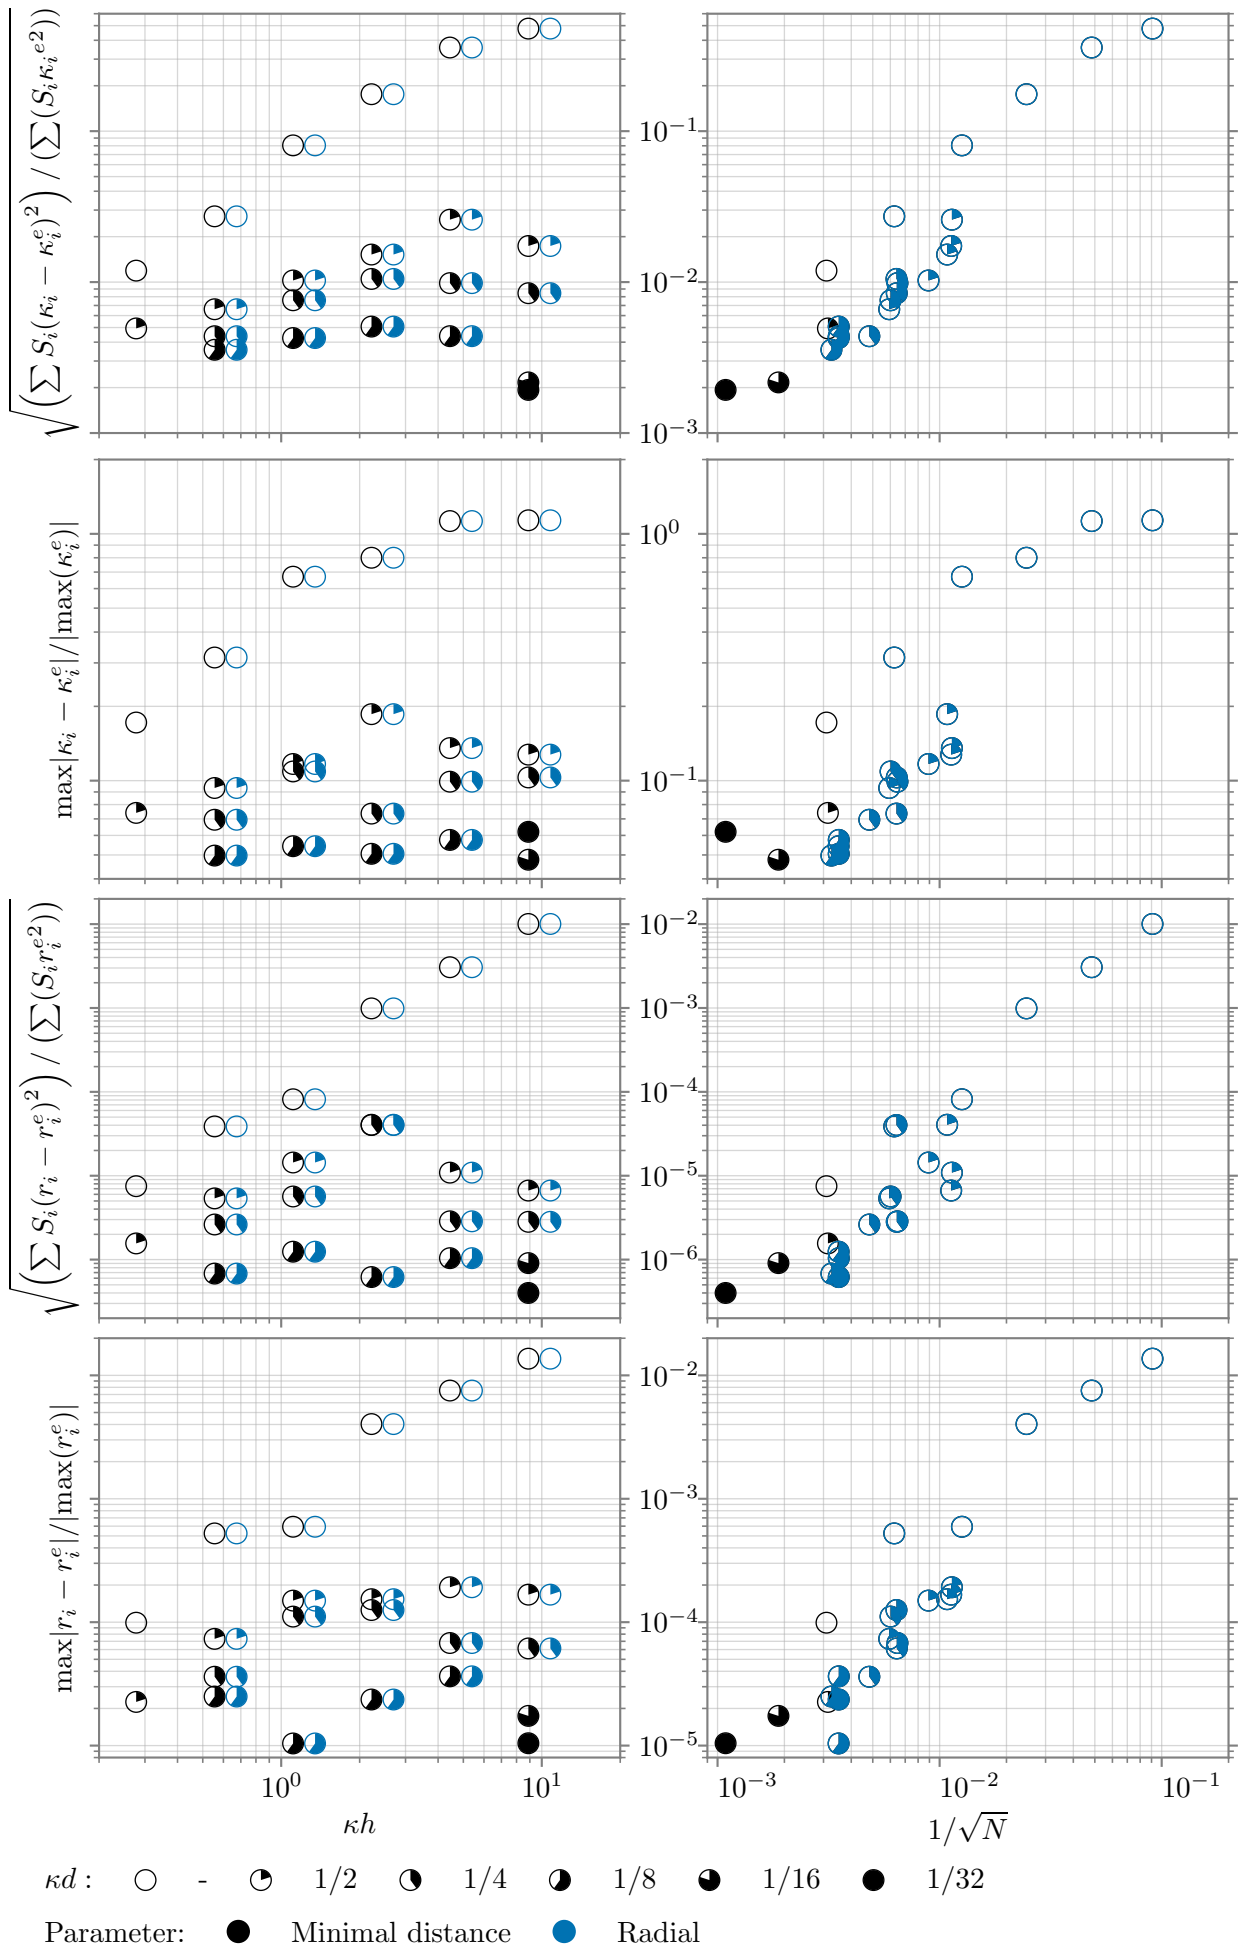 √(∑ S_i(κ_i − κ_i^e)^2) / (∑(S_i κ_i^{e2}))
10^{-1}
10^{-2}
10^{-3}
max|κ_i − κ_i^e|/|max(κ_i^e)|
10^0
10^{-1}
√(∑ S_i(r_i − r_i^e)^2) / (∑(S_i r_i^{e2}))
10^{-2}
10^{-3}
10^{-4}
10^{-5}
10^{-6}
max|r_i − r_i^e|/|max(r_i^e)|
10^{-2}
10^{-3}
10^{-4}
10^{-5}
10^0 10^1 10^{-3} 10^{-2} 10^{-1}
κh 1/√N
κd : - 1/2 1/4 1/8 1/16 1/32
Parameter: Minimal distance Radial